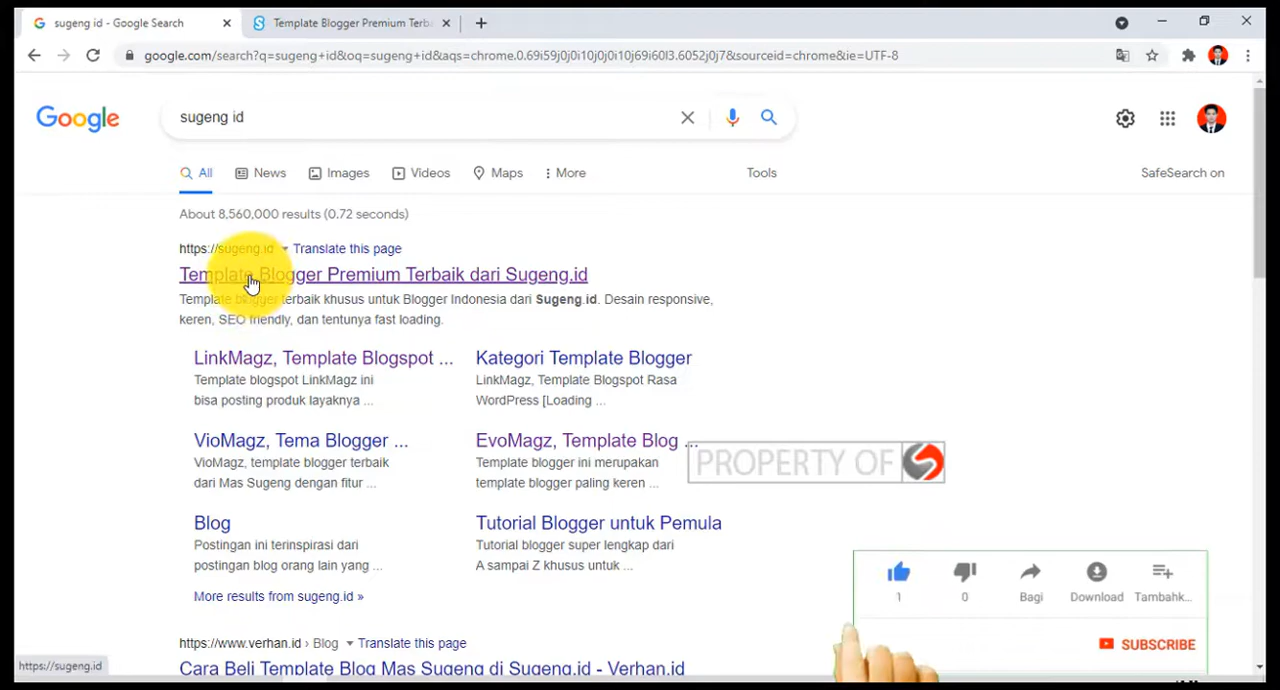 sugeng id - Google Search
Template Blogger Premium Terb
google.com/search?q=sugeng+id&oq=sugeng+id&aqs=chrome.0.69i59j0j0i10j0j0i10j69i60l3.6052j0j7&sourceid=chrome&ie=UTF-8
Google
sugeng id
All News Images Videos Maps More Tools SafeSearch on
About 8,560,000 results (0.72 seconds)
https://sugeng.id Translate this page
Template Blogger Premium Terbaik dari Sugeng.id
Template blogger terbaik khusus untuk Blogger Indonesia dari Sugeng.id. Desain responsive,
keren, SEO friendly, dan tentunya fast loading.
LinkMagz, Template Blogspot ...
Template blogspot LinkMagz ini
bisa posting produk layaknya ...
Kategori Template Blogger
LinkMagz, Template Blogspot Rasa
WordPress [Loading ...
VioMagz, Tema Blogger ...
VioMagz, template blogger terbaik
dari Mas Sugeng dengan fitur ...
EvoMagz, Template Blog ...
Template blogger ini merupakan
template blogger paling keren ...
PROPERTY OF
Blog
Postingan ini terinspirasi dari
postingan blog orang lain yang ...
Tutorial Blogger untuk Pemula
Tutorial blogger super lengkap dari
A sampai Z khusus untuk ...
More results from sugeng.id »
https://www.verhan.id › Blog Translate this page
Cara Beli Template Blog Mas Sugeng di Sugeng.id - Verhan.id
1 0 Bagi Download Tambahk...
SUBSCRIBE
https://sugeng.id